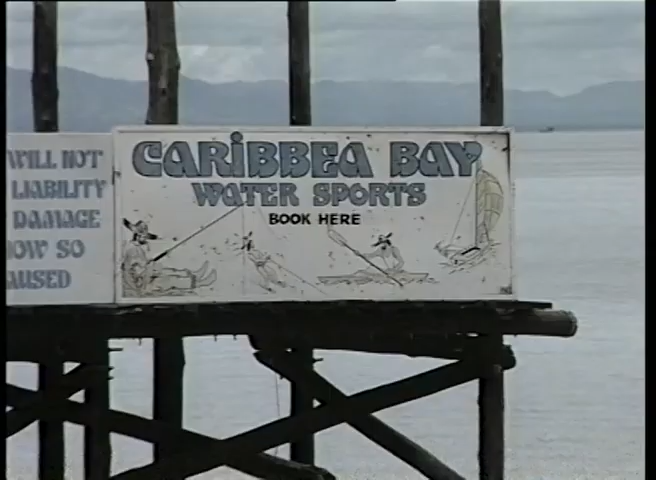 WILL NOT
LIABILITY
DAMAGE
HOW SO
AUSED
CARIBBEA BAY
WATER SPORTS
BOOK HERE